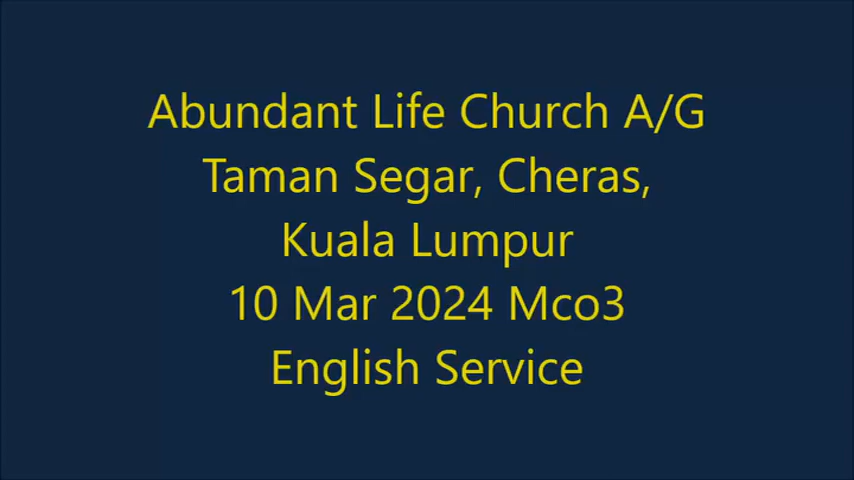 Abundant Life Church A/G
Taman Segar, Cheras,
Kuala Lumpur
10 Mar 2024 Mco3
English Service